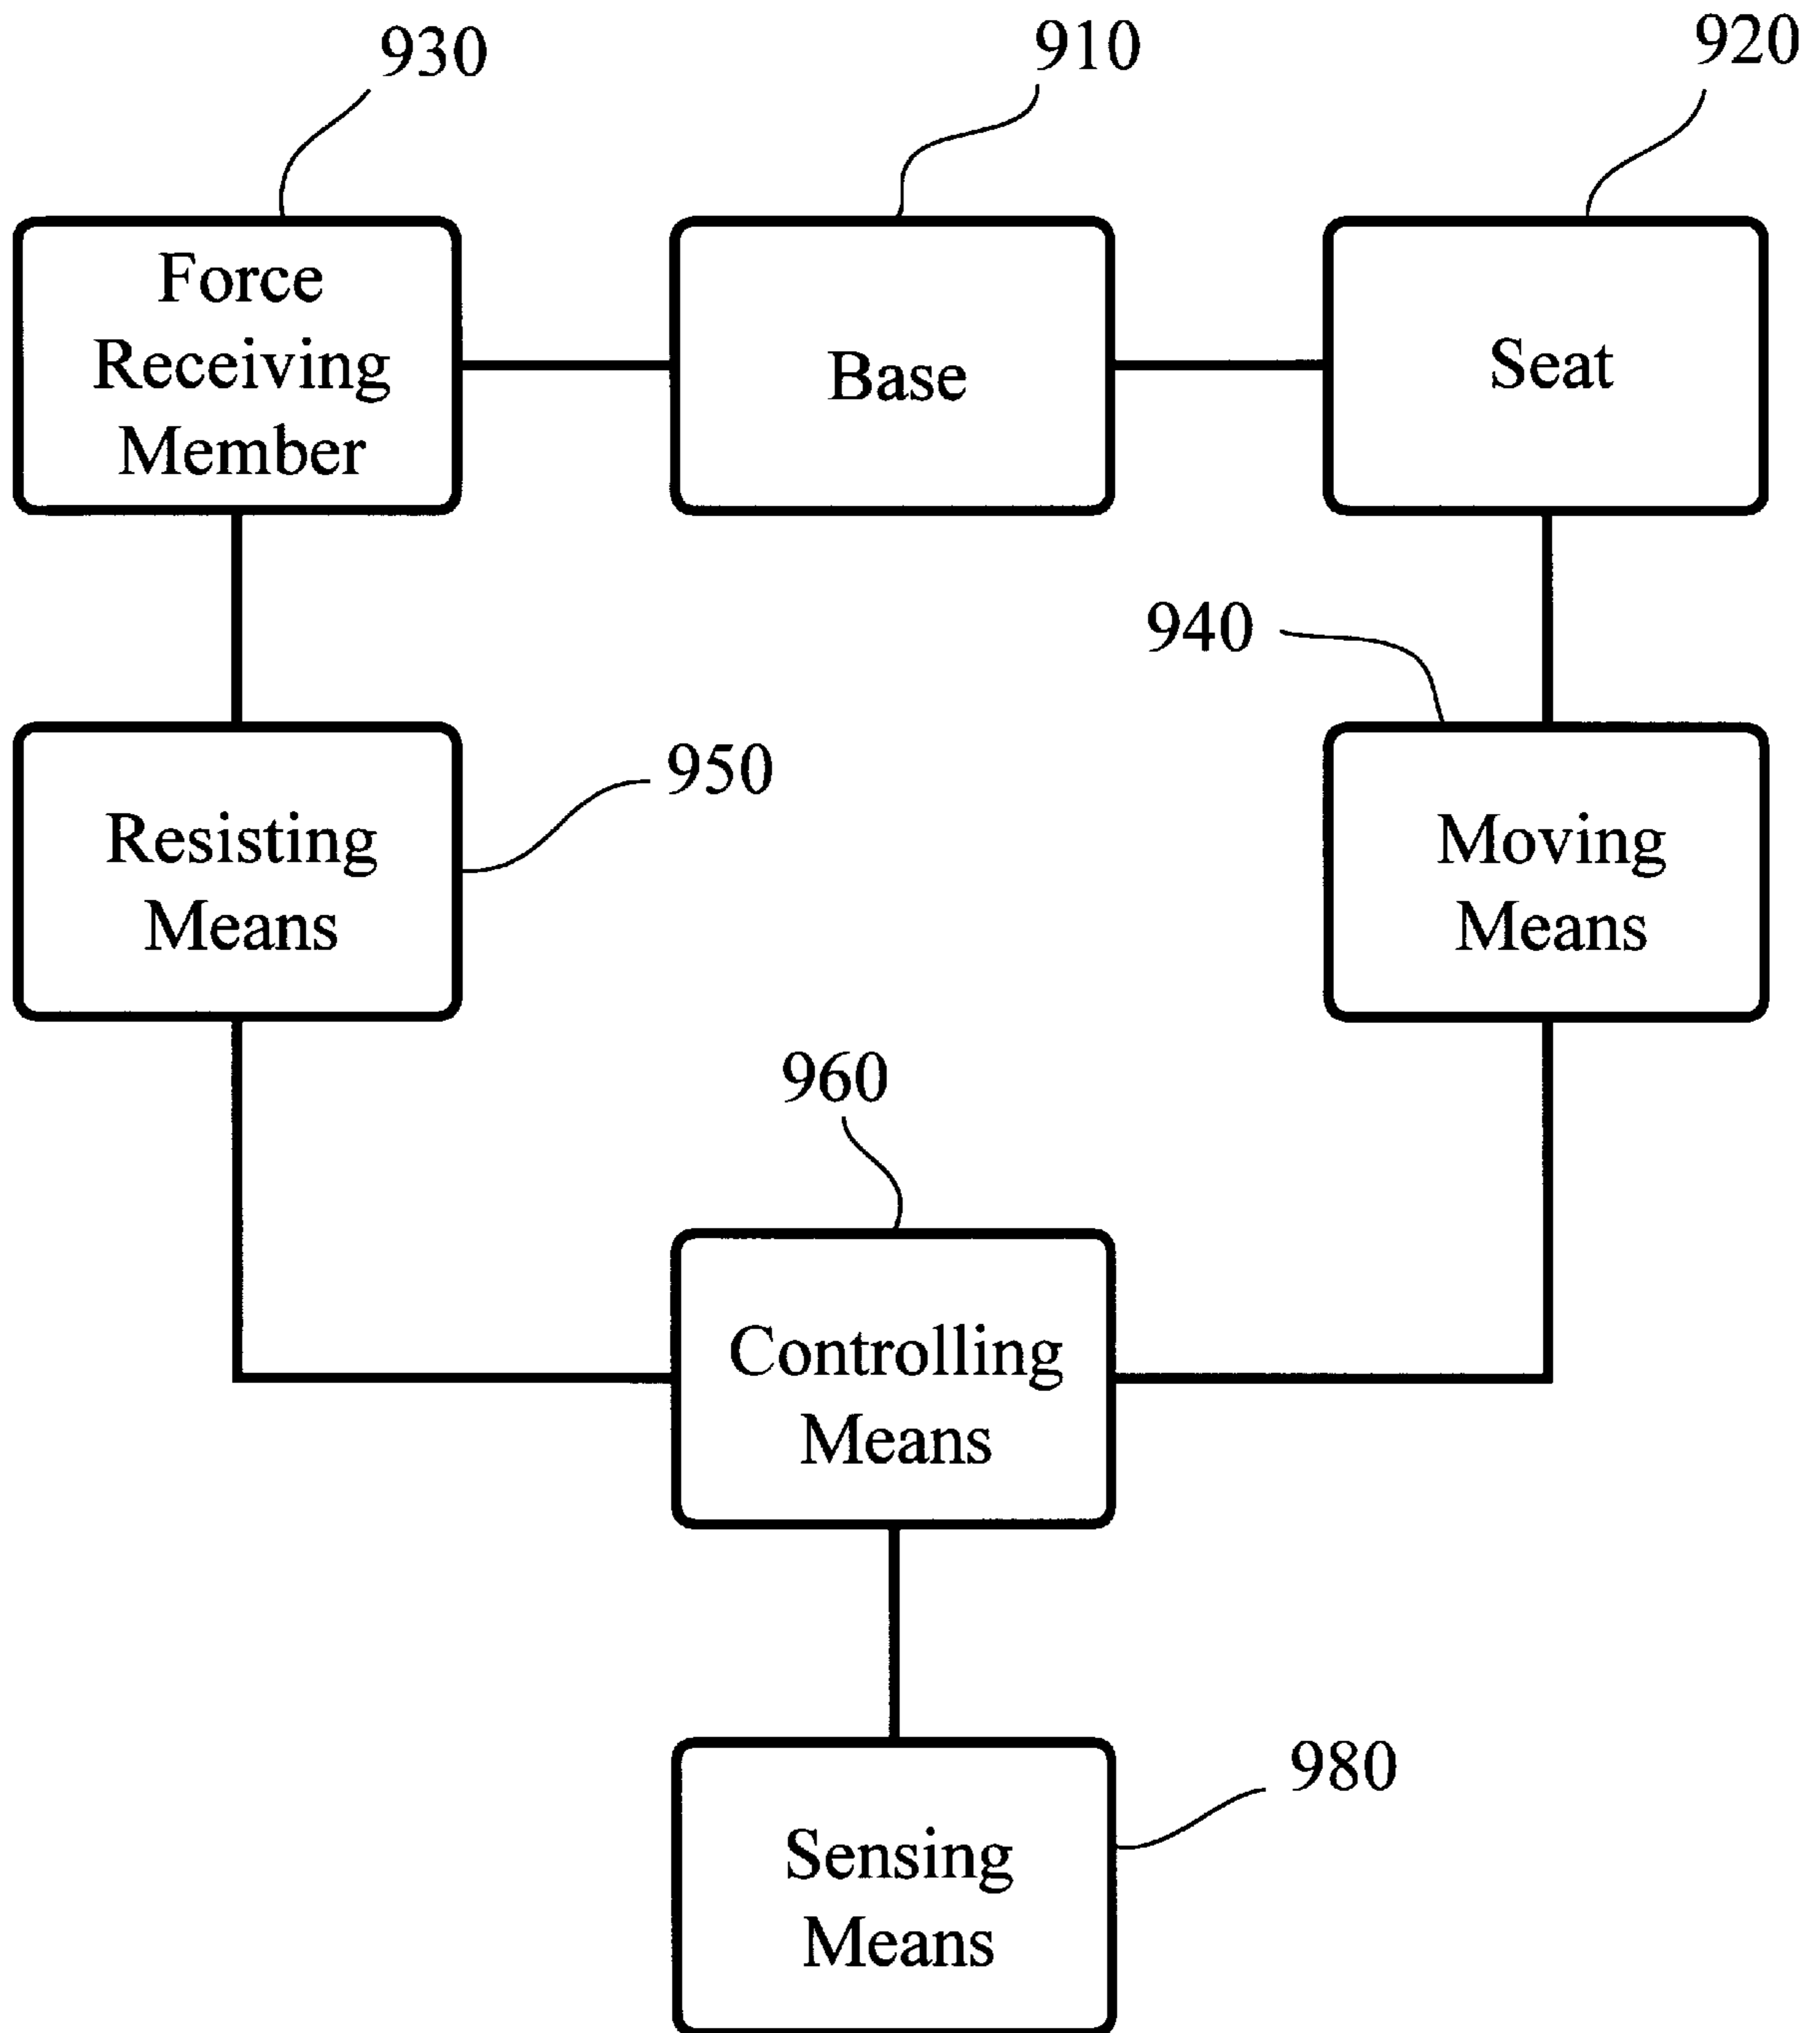 930
910
920
Force
Receiving
Member
Base
Seat
940
950
Resisting
Means
Moving
Means
960
Controlling
Means
980
Sensing
Means